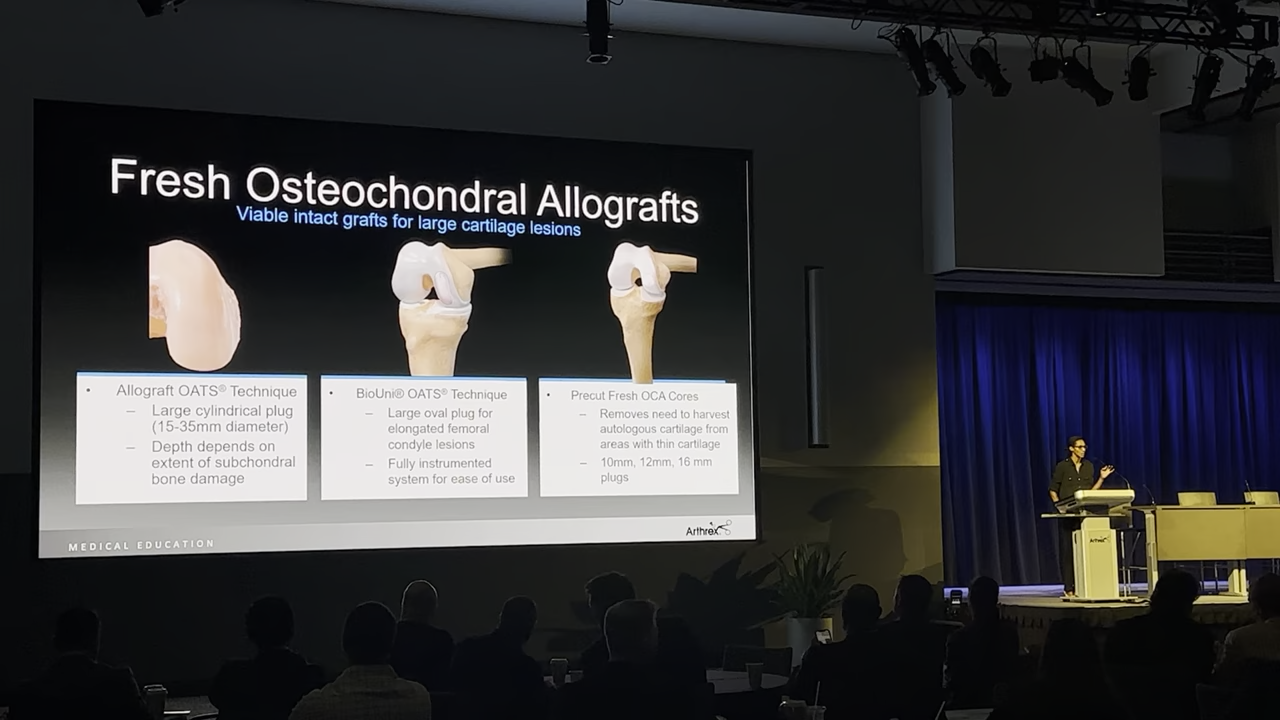 Fresh Osteochondral Allografts
Viable intact grafts for large cartilage lesions
• Allograft OATS® Technique
– Large cylindrical plug
(15-35mm diameter)
– Depth depends on
extent of subchondral
bone damage
• BioUni® OATS® Technique
– Large oval plug for
elongated femoral
condyle lesions
– Fully instrumented
system for ease of use
• Precut Fresh OCA Cores
– Removes need to harvest
autologous cartilage from
areas with thin cartilage
– 10mm, 12mm, 16 mm
plugs
MEDICAL EDUCATION
Arthrex
Arthrex